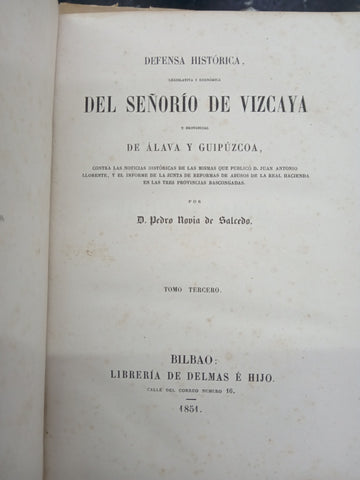 DEFENSA HISTÓRICA,
LEGISLATIVA Y ECONÓMICA
DEL SEÑORÍO DE VIZCAYA
Y PROVINCIAS
DE ÁLAVA Y GUIPÚZCOA,
CONTRA LAS NOTICIAS HISTÓRICAS DE LAS MISMAS QUE PUBLICÓ D. JUAN ANTONIO
LLORENTE, Y EL INFORME DE LA JUNTA DE REFORMAS DE ABUSOS DE LA REAL HACIENDA
EN LAS TRES PROVINCIAS BASCONGADAS.
POR
D. Pedro Novia de Salcedo.
TOMO TERCERO.
BILBAO:
LIBRERÍA DE DELMAS É HIJO.
CALLE DEL CORREO NÚMERO 16.
1851.